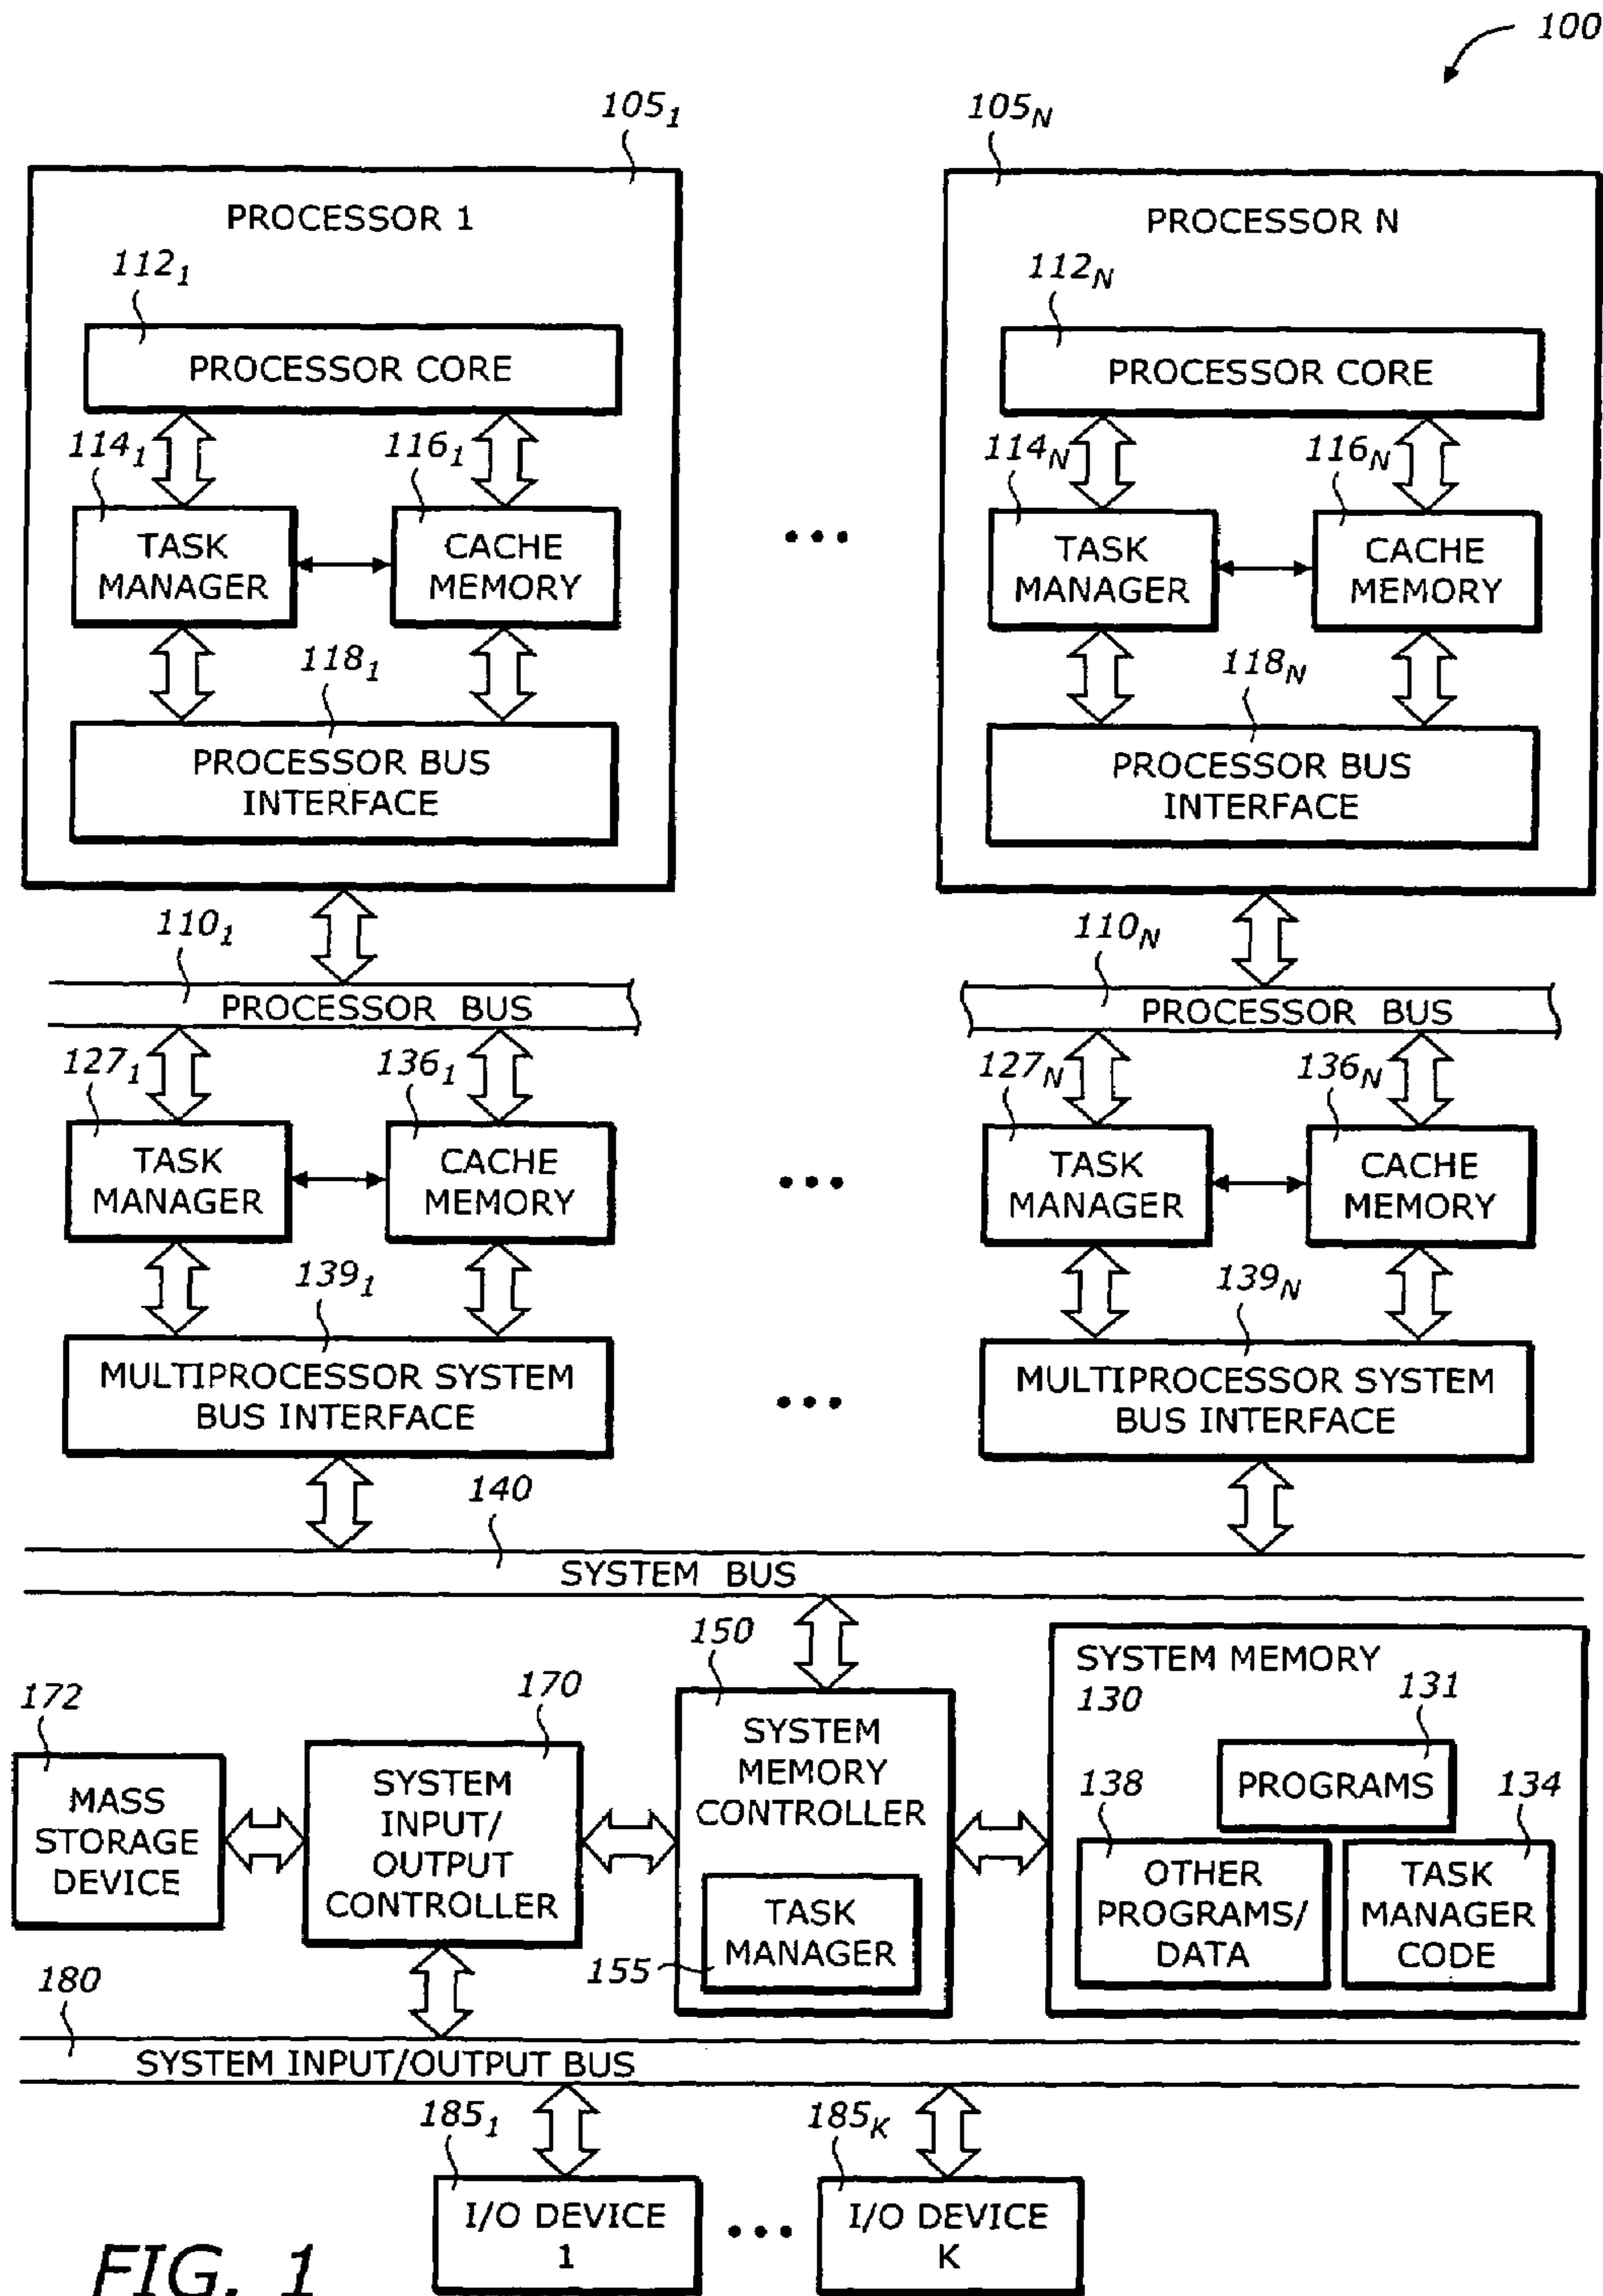 100
105₁
105N
PROCESSOR 1
PROCESSOR N
112₁
112N
PROCESSOR CORE
PROCESSOR CORE
114₁
116₁
114N
116N
TASK
MANAGER
CACHE
MEMORY
TASK
MANAGER
CACHE
MEMORY
118₁
118N
PROCESSOR BUS
INTERFACE
PROCESSOR BUS
INTERFACE
110₁
110N
PROCESSOR BUS
PROCESSOR BUS
127₁
136₁
127N
136N
TASK
MANAGER
CACHE
MEMORY
TASK
MANAGER
CACHE
MEMORY
139₁
139N
MULTIPROCESSOR SYSTEM
BUS INTERFACE
MULTIPROCESSOR SYSTEM
BUS INTERFACE
140
SYSTEM BUS
172
170
150
MASS
STORAGE
DEVICE
SYSTEM
INPUT/
OUTPUT
CONTROLLER
SYSTEM
MEMORY
CONTROLLER
TASK
MANAGER
155
SYSTEM MEMORY
130
131
PROGRAMS
138
134
OTHER
PROGRAMS/
DATA
TASK
MANAGER
CODE
180
SYSTEM INPUT/OUTPUT BUS
185₁
185K
I/O DEVICE
1
I/O DEVICE
K
FIG. 1